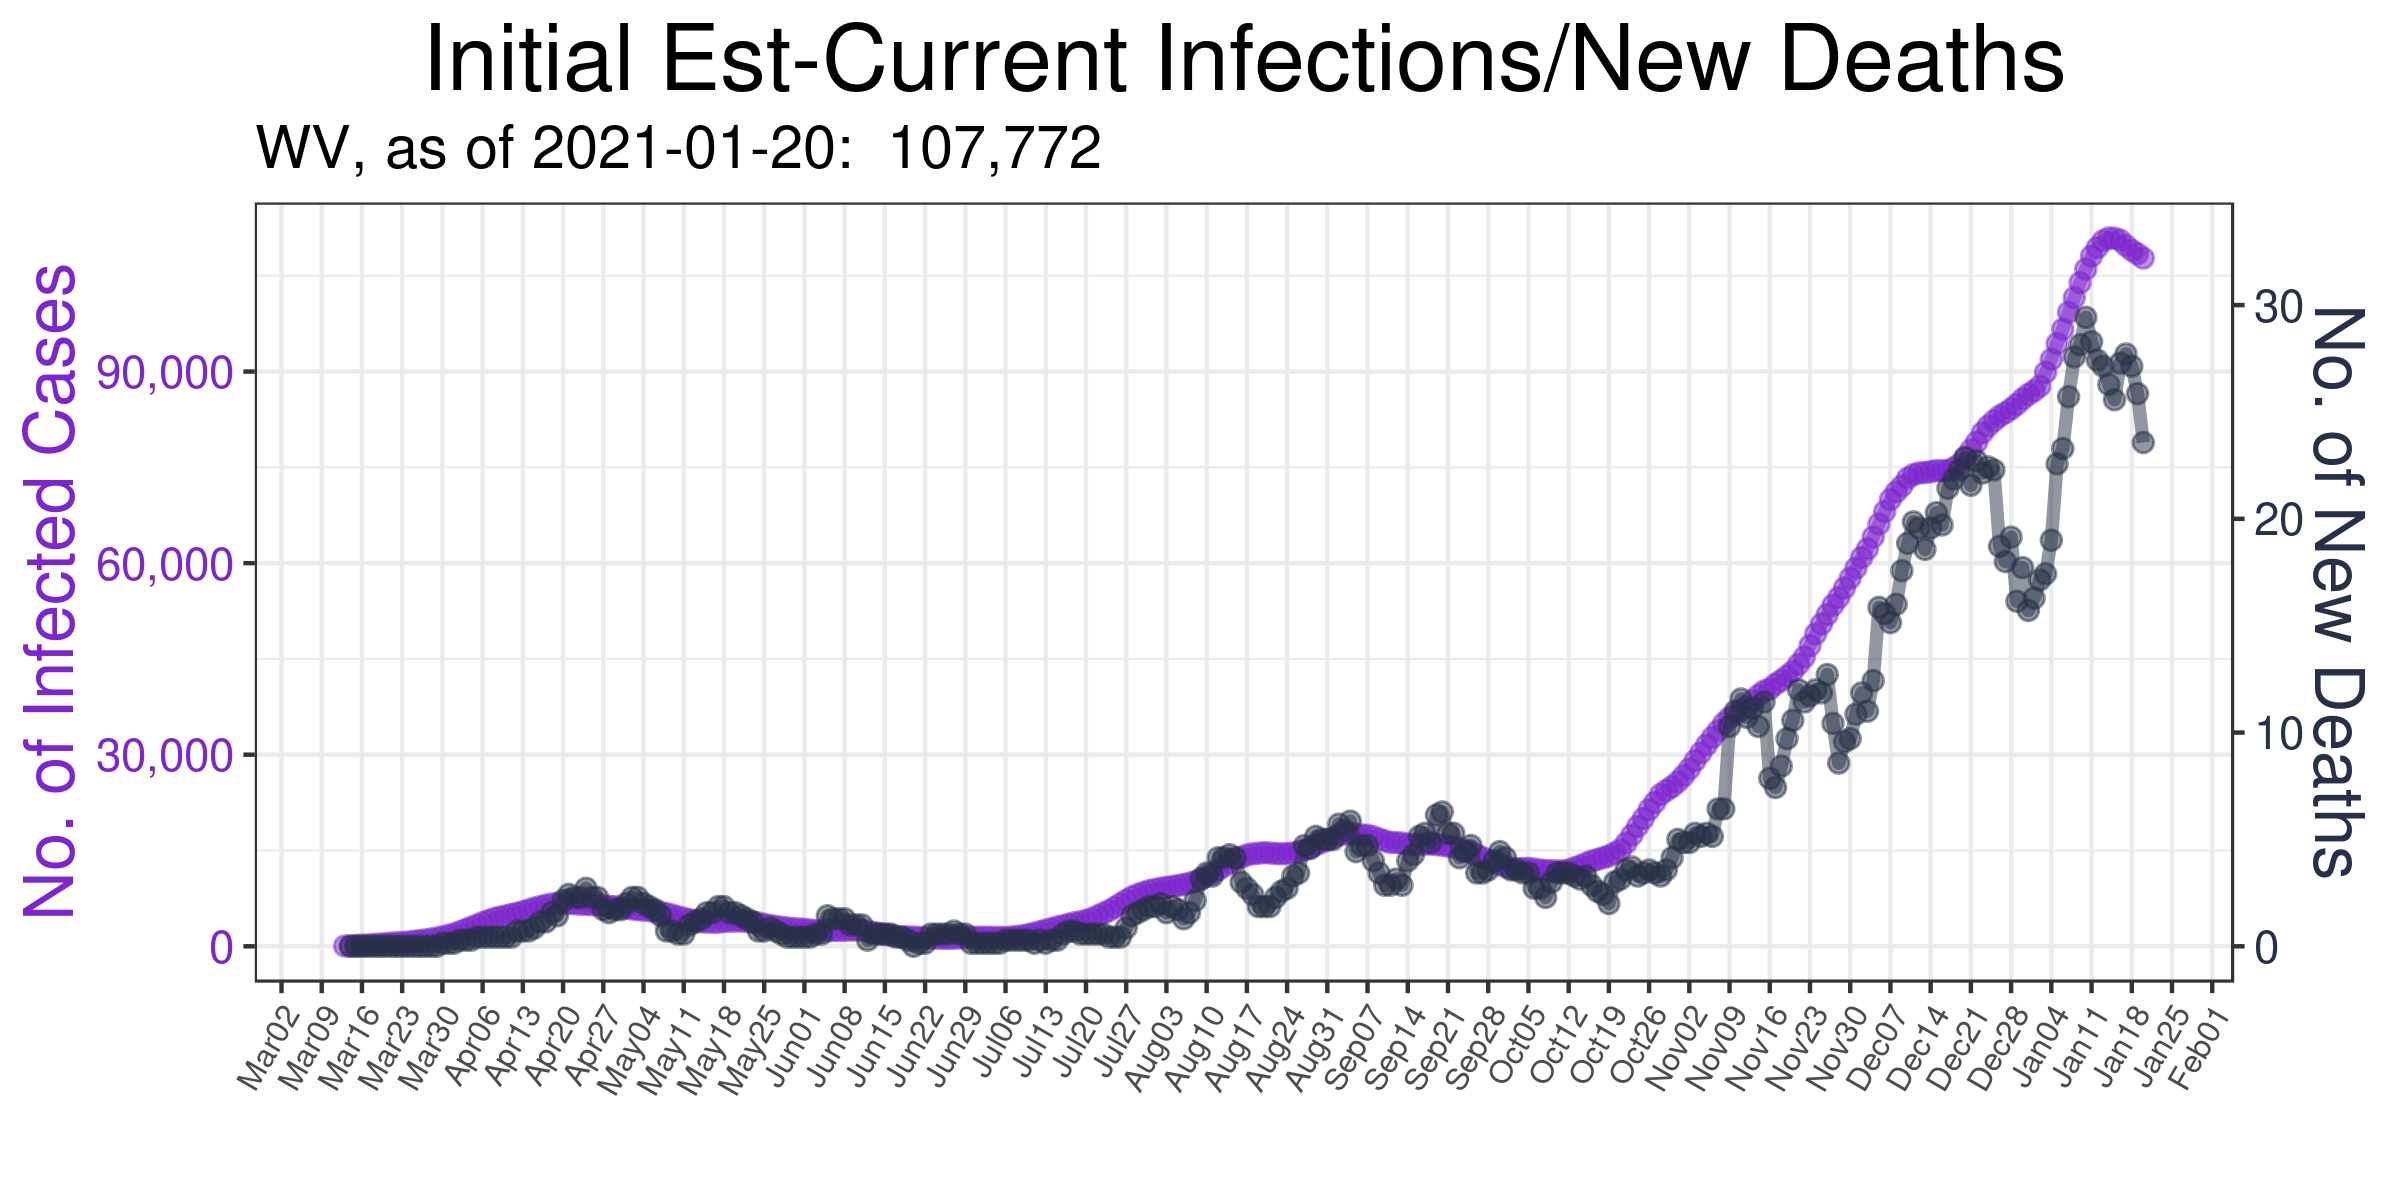 Initial Est-Current Infections/New Deaths
WV, as of 2021-01-20:  107,772
No. of Infected Cases
90,000
60,000
30,000
0
30
20
10
0
No. of New Deaths
Mar02
Mar09
Mar16
Mar23
Mar30
Apr06
Apr13
Apr20
Apr27
May04
May11
May18
May25
Jun01
Jun08
Jun15
Jun22
Jun29
Jul06
Jul13
Jul20
Jul27
Aug03
Aug10
Aug17
Aug24
Aug31
Sep07
Sep14
Sep21
Sep28
Oct05
Oct12
Oct19
Oct26
Nov02
Nov09
Nov16
Nov23
Nov30
Dec07
Dec14
Dec21
Dec28
Jan04
Jan11
Jan18
Jan25
Feb01